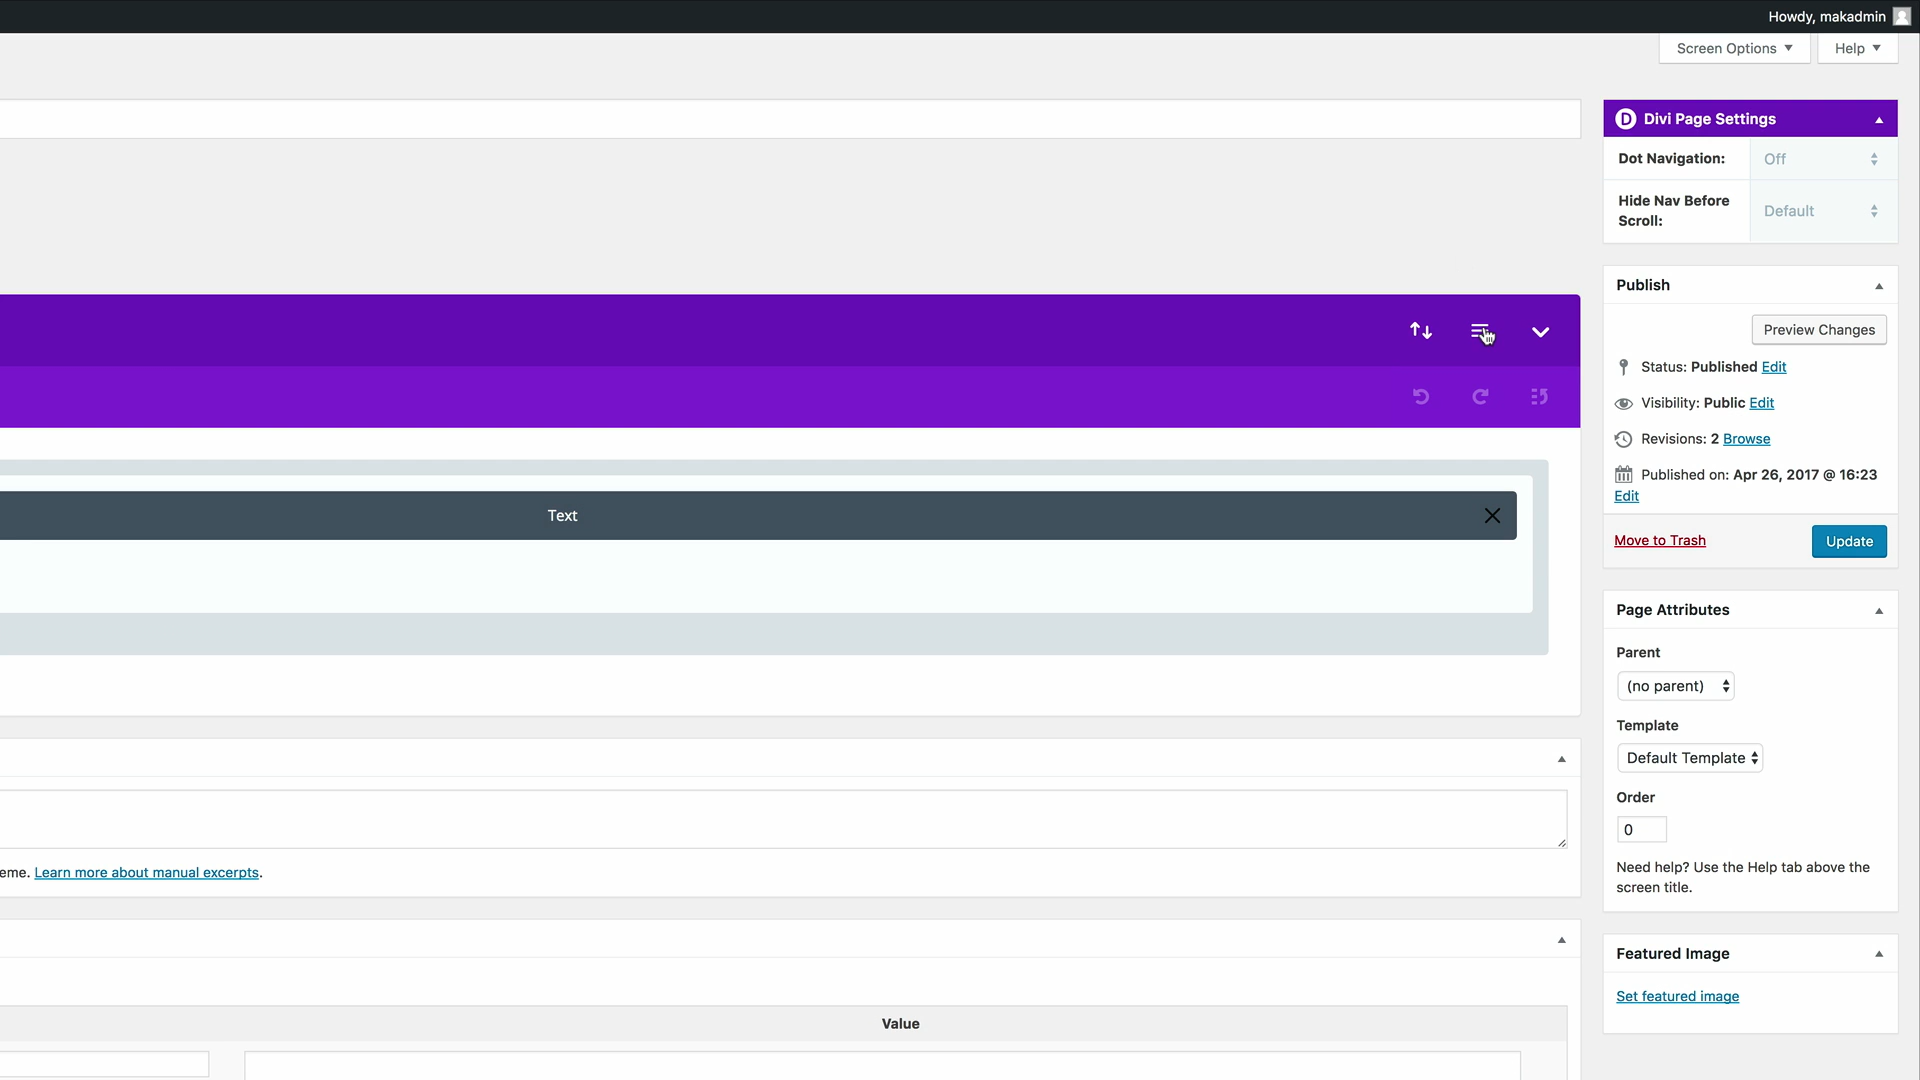 Howdy, makadmin
Screen Options ▼
Help ▼
D Divi Page Settings
Dot Navigation:
Off
Hide Nav Before
Scroll:
Default
Publish
Preview Changes
Status: Published Edit
Visibility: Public Edit
Revisions: 2 Browse
Published on: Apr 26, 2017 @ 16:23
Edit
Text
Move to Trash
Update
Page Attributes
Parent
(no parent)
Template
Default Template
Order
0
Need help? Use the Help tab above the
screen title.
eme. Learn more about manual excerpts.
Featured Image
Set featured image
Value